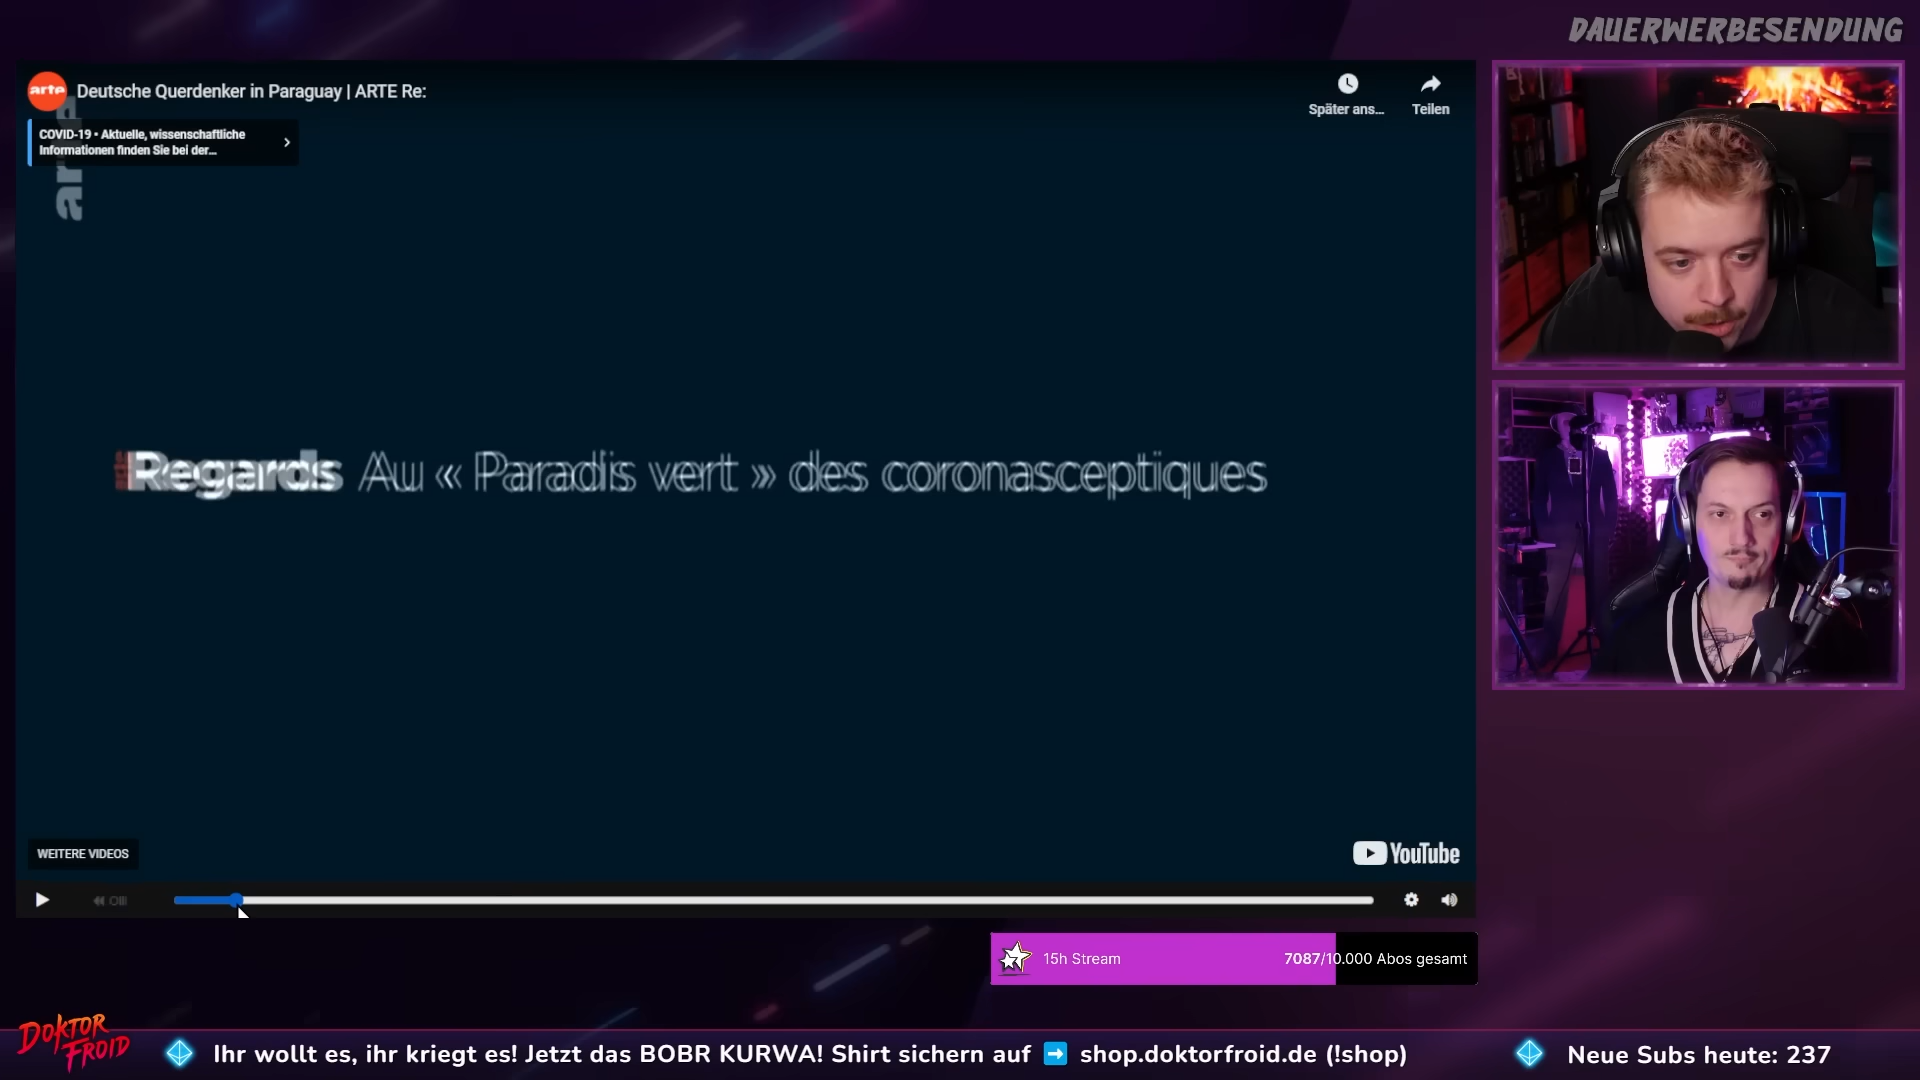 DAUERWERBESENDUNG
arte
Deutsche Querdenker in Paraguay | ARTE Re:
Später ans...
Teilen
COVID-19 • Aktuelle, wissenschaftliche
Informationen finden Sie bei der...
Regards Au « Paradis vert » des coronasceptiques
WEITERE VIDEOS
YouTube
15h Stream
7087/10.000 Abos gesamt
DOKTOR
FROID
Ihr wollt es, ihr kriegt es! Jetzt das BOBR KURWA! Shirt sichern auf ➡ shop.doktorfroid.de (!shop)
Neue Subs heute: 237